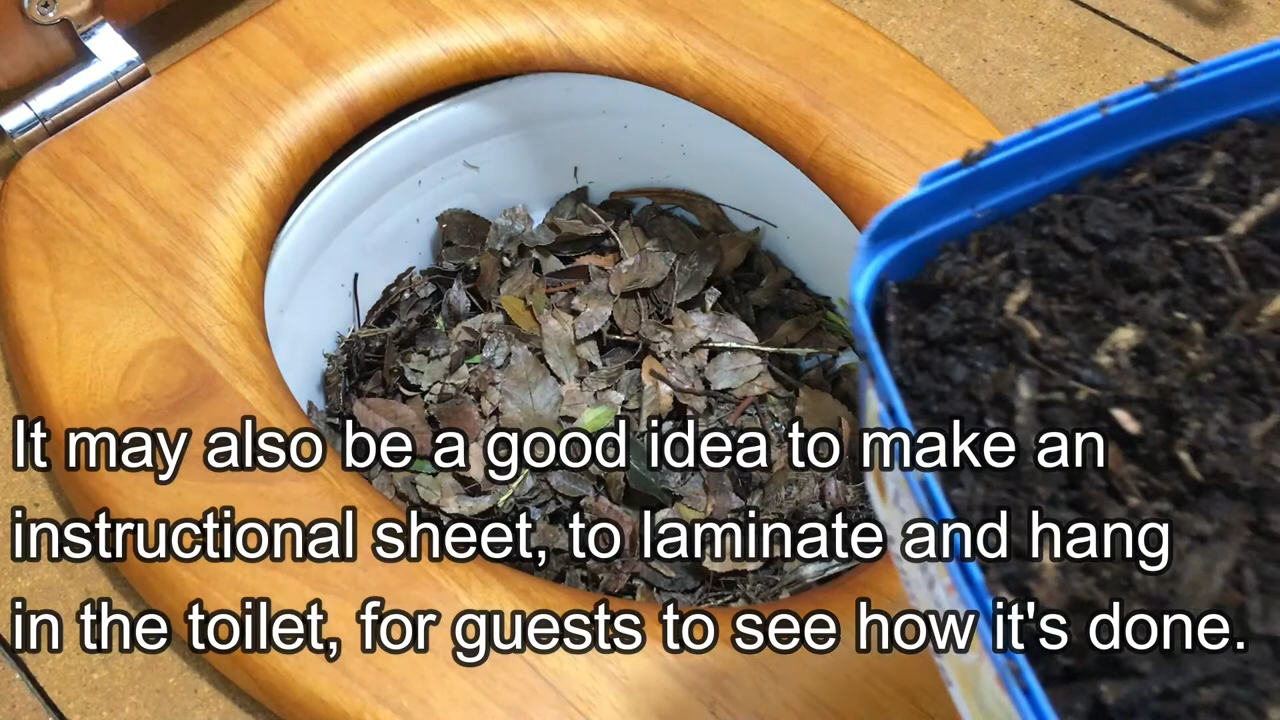 It may also be a good idea to make an
instructional sheet, to laminate and hang
in the toilet, for guests to see how it's done.